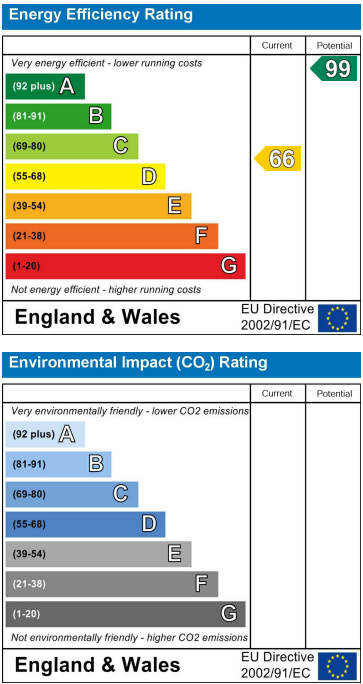 Energy Efficiency Rating
Current Potential
Very energy efficient - lower running costs
(92 plus) A
99
(81-91) B
(69-80) C
66
(55-68) D
(39-54) E
(21-38) F
(1-20) G
Not energy efficient - higher running costs
England & Wales
EU Directive
2002/91/EC
Environmental Impact (CO₂) Rating
Current Potential
Very environmentally friendly - lower CO2 emissions
(92 plus) A
(81-91) B
(69-80) C
(55-68) D
(39-54) E
(21-38) F
(1-20) G
Not environmentally friendly - higher CO2 emissions
England & Wales
EU Directive
2002/91/EC